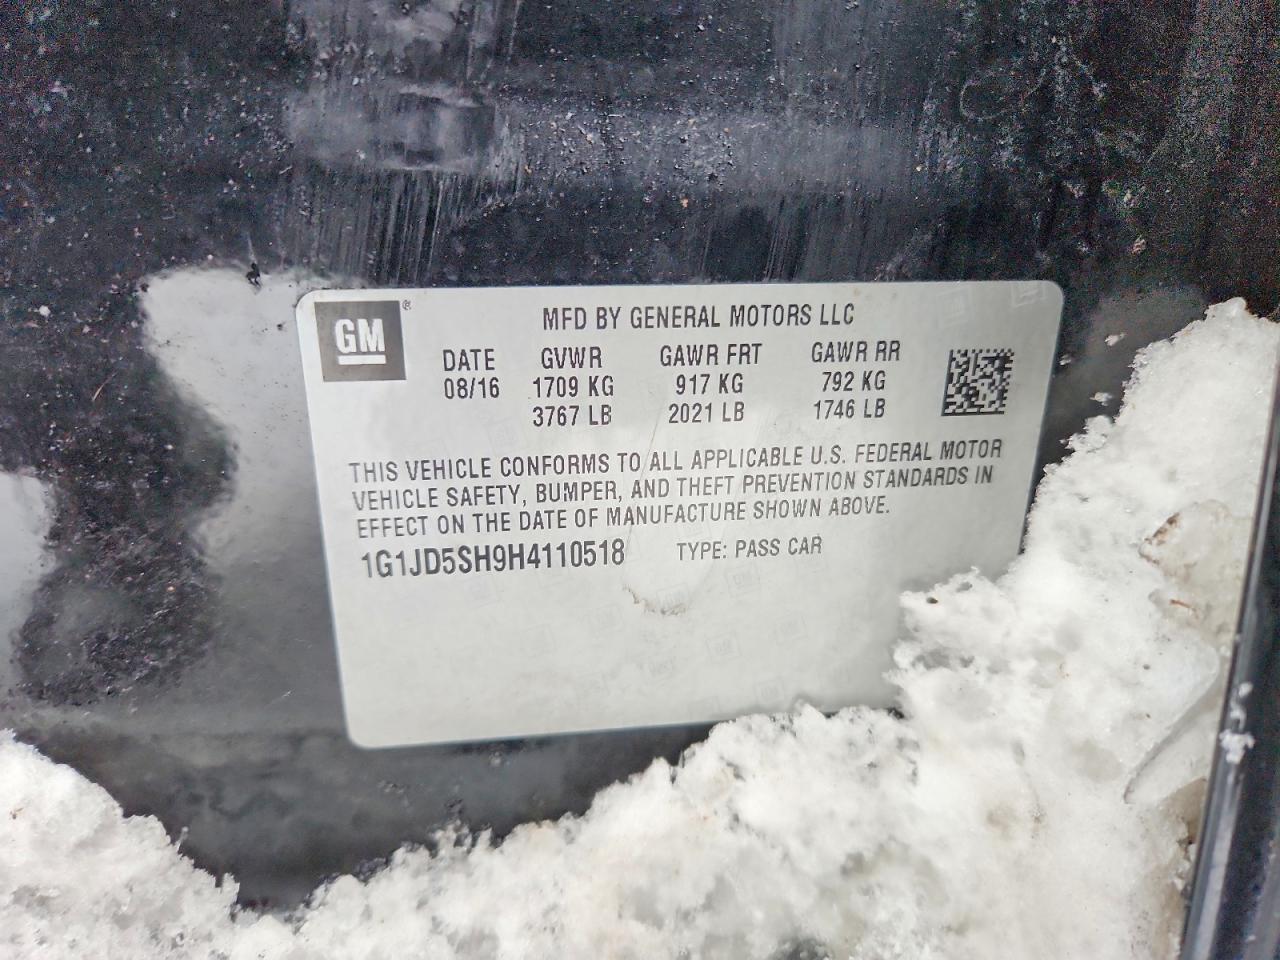 GM®
MFD BY GENERAL MOTORS LLC
DATE GVWR GAWR FRT GAWR RR
08/16 1709 KG 917 KG 792 KG
3767 LB 2021 LB 1746 LB
THIS VEHICLE CONFORMS TO ALL APPLICABLE U.S. FEDERAL MOTOR
VEHICLE SAFETY, BUMPER, AND THEFT PREVENTION STANDARDS IN
EFFECT ON THE DATE OF MANUFACTURE SHOWN ABOVE.
1G1JD5SH9H4110518 TYPE: PASS CAR